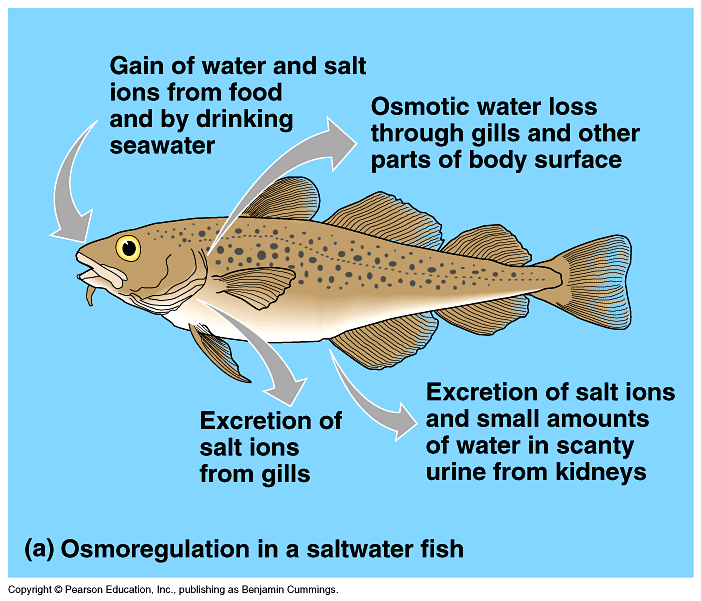 Gain of water and salt
ions from food
and by drinking
seawater
Osmotic water loss
through gills and other
parts of body surface
Excretion of
salt ions
from gills
Excretion of salt ions
and small amounts
of water in scanty
urine from kidneys
(a) Osmoregulation in a saltwater fish
Copyright © Pearson Education, Inc., publishing as Benjamin Cummings.